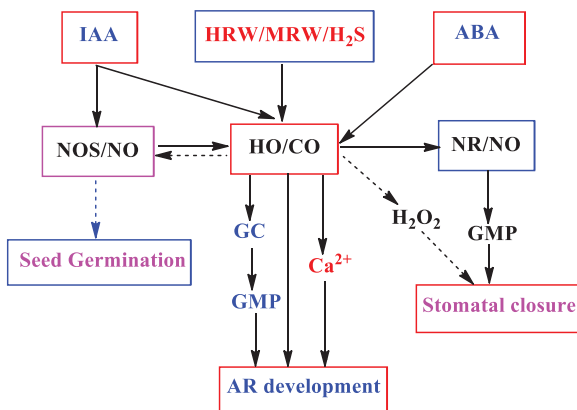 IAA
HRW/MRW/H₂S
ABA
NOS/NO
HO/CO
NR/NO
H₂O₂
GC
GMP
Seed Germination
Ca²⁺
GMP
Stomatal closure
AR development